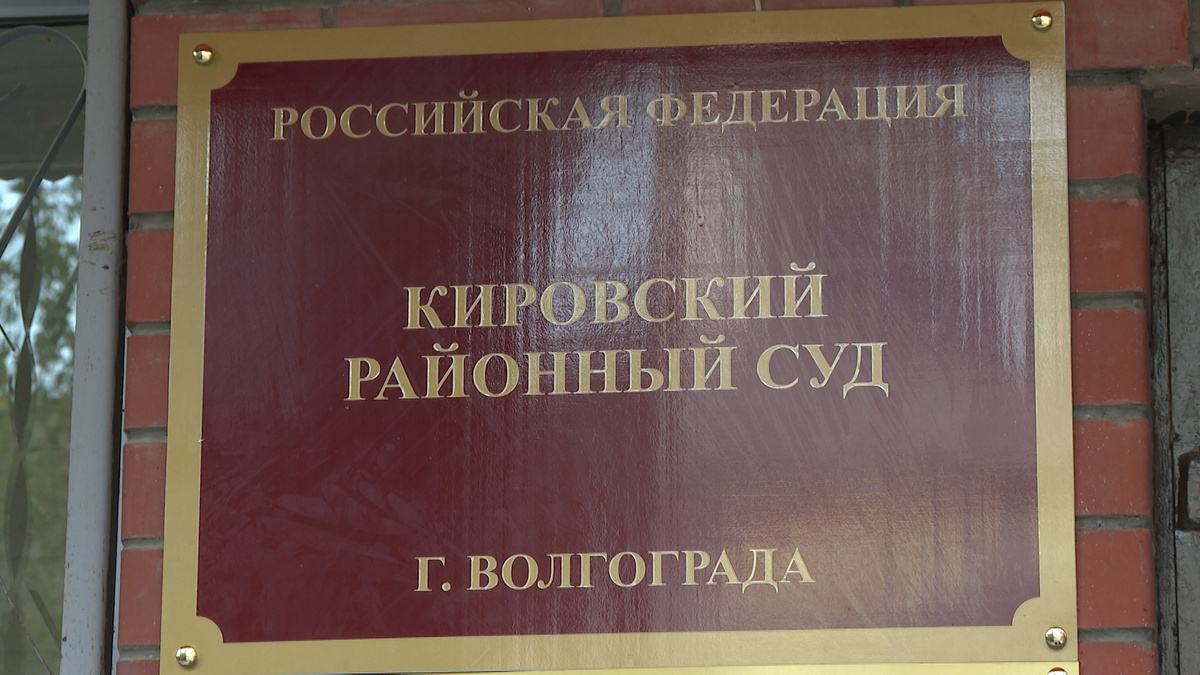 РОССИЙСКАЯ ФЕДЕРАЦИЯ
КИРОВСКИЙ
РАЙОННЫЙ СУД
Г. ВОЛГОГРАДА